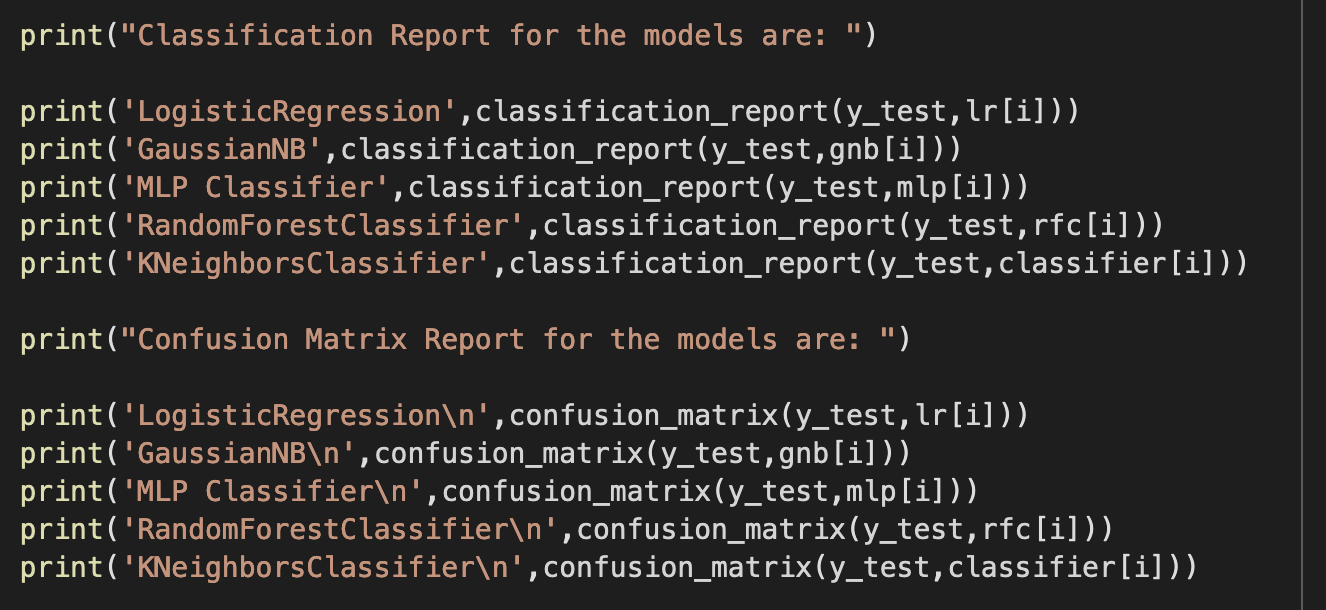 print("Classification Report for the models are: ")
print('LogisticRegression',classification_report(y_test,lr[i]))
print('GaussianNB',classification_report(y_test,gnb[i]))
print('MLP Classifier',classification_report(y_test,mlp[i]))
print('RandomForestClassifier',classification_report(y_test,rfc[i]))
print('KNeighborsClassifier',classification_report(y_test,classifier[i]))
print("Confusion Matrix Report for the models are: ")
print('LogisticRegression\n',confusion_matrix(y_test,lr[i]))
print('GaussianNB\n',confusion_matrix(y_test,gnb[i]))
print('MLP Classifier\n',confusion_matrix(y_test,mlp[i]))
print('RandomForestClassifier\n',confusion_matrix(y_test,rfc[i]))
print('KNeighborsClassifier\n',confusion_matrix(y_test,classifier[i]))